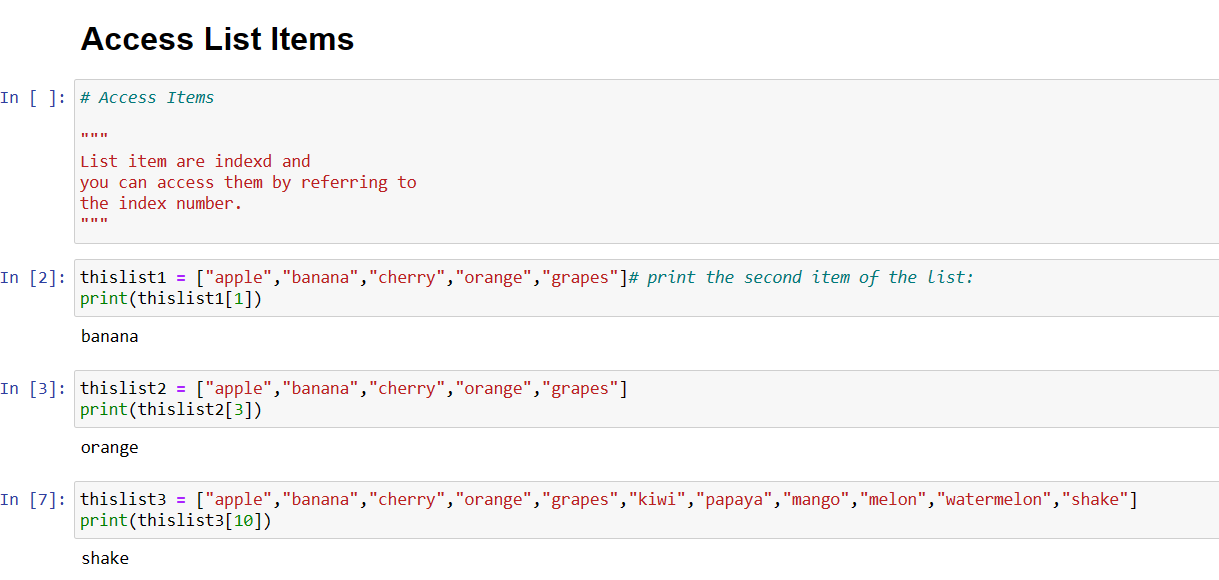 Access List Items
In [ ]: # Access Items
"""
List item are indexd and
you can access them by referring to
the index number.
"""
In [2]: thislist1 = ["apple","banana","cherry","orange","grapes"]# print the second item of the list:
print(thislist1[1])
banana
In [3]: thislist2 = ["apple","banana","cherry","orange","grapes"]
print(thislist2[3])
orange
In [7]: thislist3 = ["apple","banana","cherry","orange","grapes","kiwi","papaya","mango","melon","watermelon","shake"]
print(thislist3[10])
shake